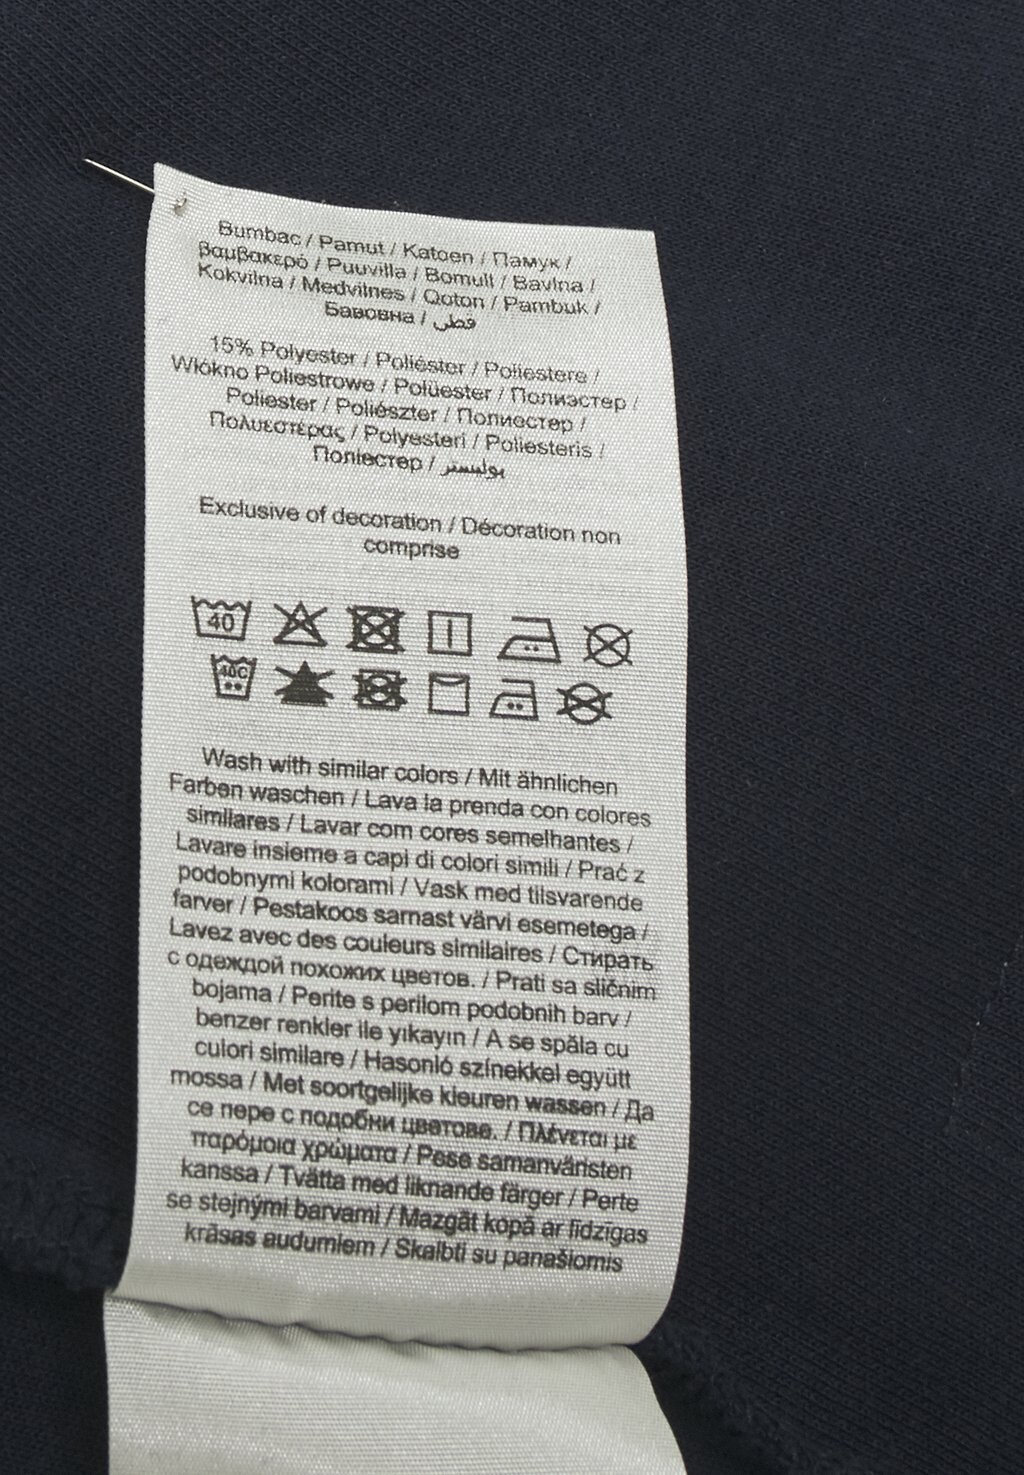 Bumbac / Pamut / Katoen / Памук /
Βαμβακερό / Puuvilla / Bomull / Bavlna /
Kokvilna / Medvilnes / Qoton / Pambuk /
Бавовна / قطن
15% Polyester / Poliéster / Poliestere /
Włókno Poliestrowe / Polüester / Полиэстер /
Poliester / Poliészter / Полиестер /
Πολυεστέρας / Polyesteri / Poliesteris /
Поліестер / بوليستر
Exclusive of decoration / Décoration non
comprise
40
40C
Wash with similar colors / Mit ähnlichen
Farben waschen / Lava la prenda con colores
similares / Lavar com cores semelhantes /
Lavare insieme a capi di colori simili / Prać z
podobnymi kolorami / Vask med tilsvarende
farver / Pestakoos sarnast värvi esemetega /
Lavez avec des couleurs similaires / Стирать
с одеждой похожих цветов. / Prati sa sličnim
bojama / Perite s perilom podobnih barv /
benzer renkler ile yıkayın / A se spăla cu
culori similare / Hasonló színekkel együtt
mossa / Met soortgelijke kleuren wassen / Да
се пере с подобни цветове. / Πλένεται με
παρόμοια χρώματα / Pese samanväristen
kanssa / Tvätta med liknande färger / Perte
se stejnými barvami / Mazgāt kopā ar līdzīgas
krāsas audumiem / Skalbti su panašiomis